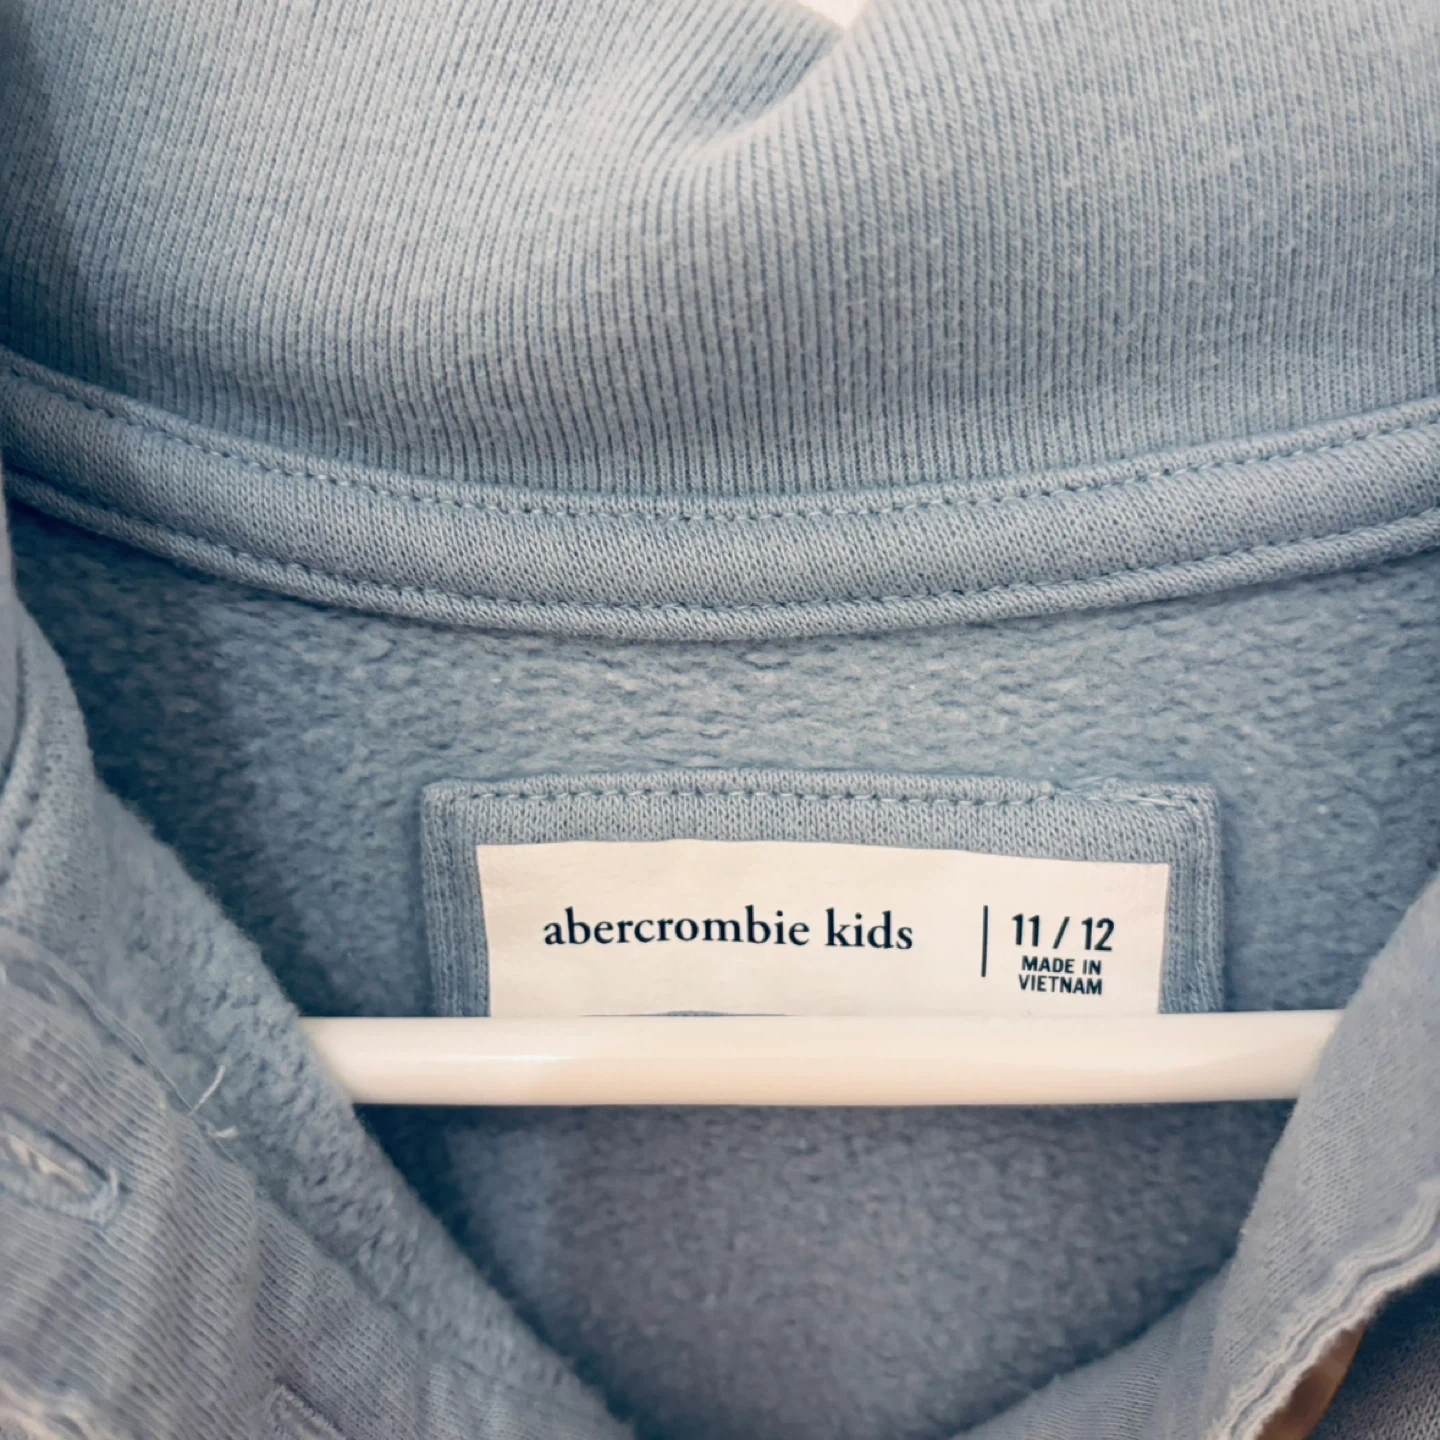 abercrombie kids
11 / 12
MADE IN
VIETNAM